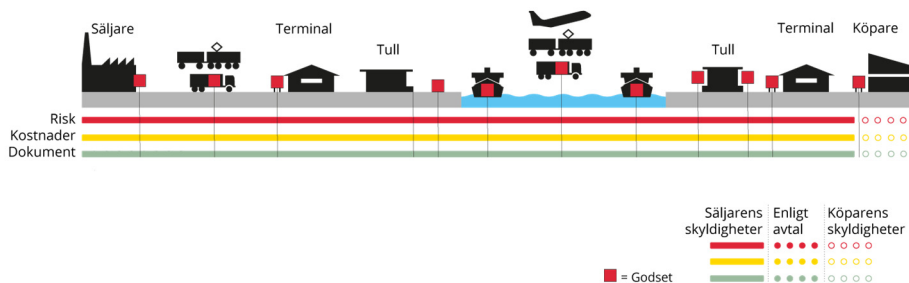 Säljare
Terminal
Tull
Tull
Terminal
Köpare
Risk
Kostnader
Dokument
Säljarens skyldigheter
Enligt avtal
Köparens skyldigheter
= Godset